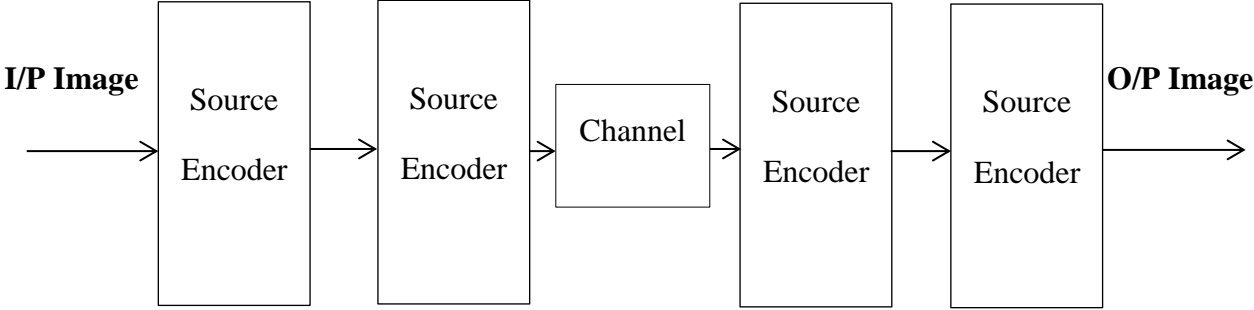 I/P Image
Source
Encoder
Source
Encoder
Channel
Source
Encoder
Source
Encoder
O/P Image